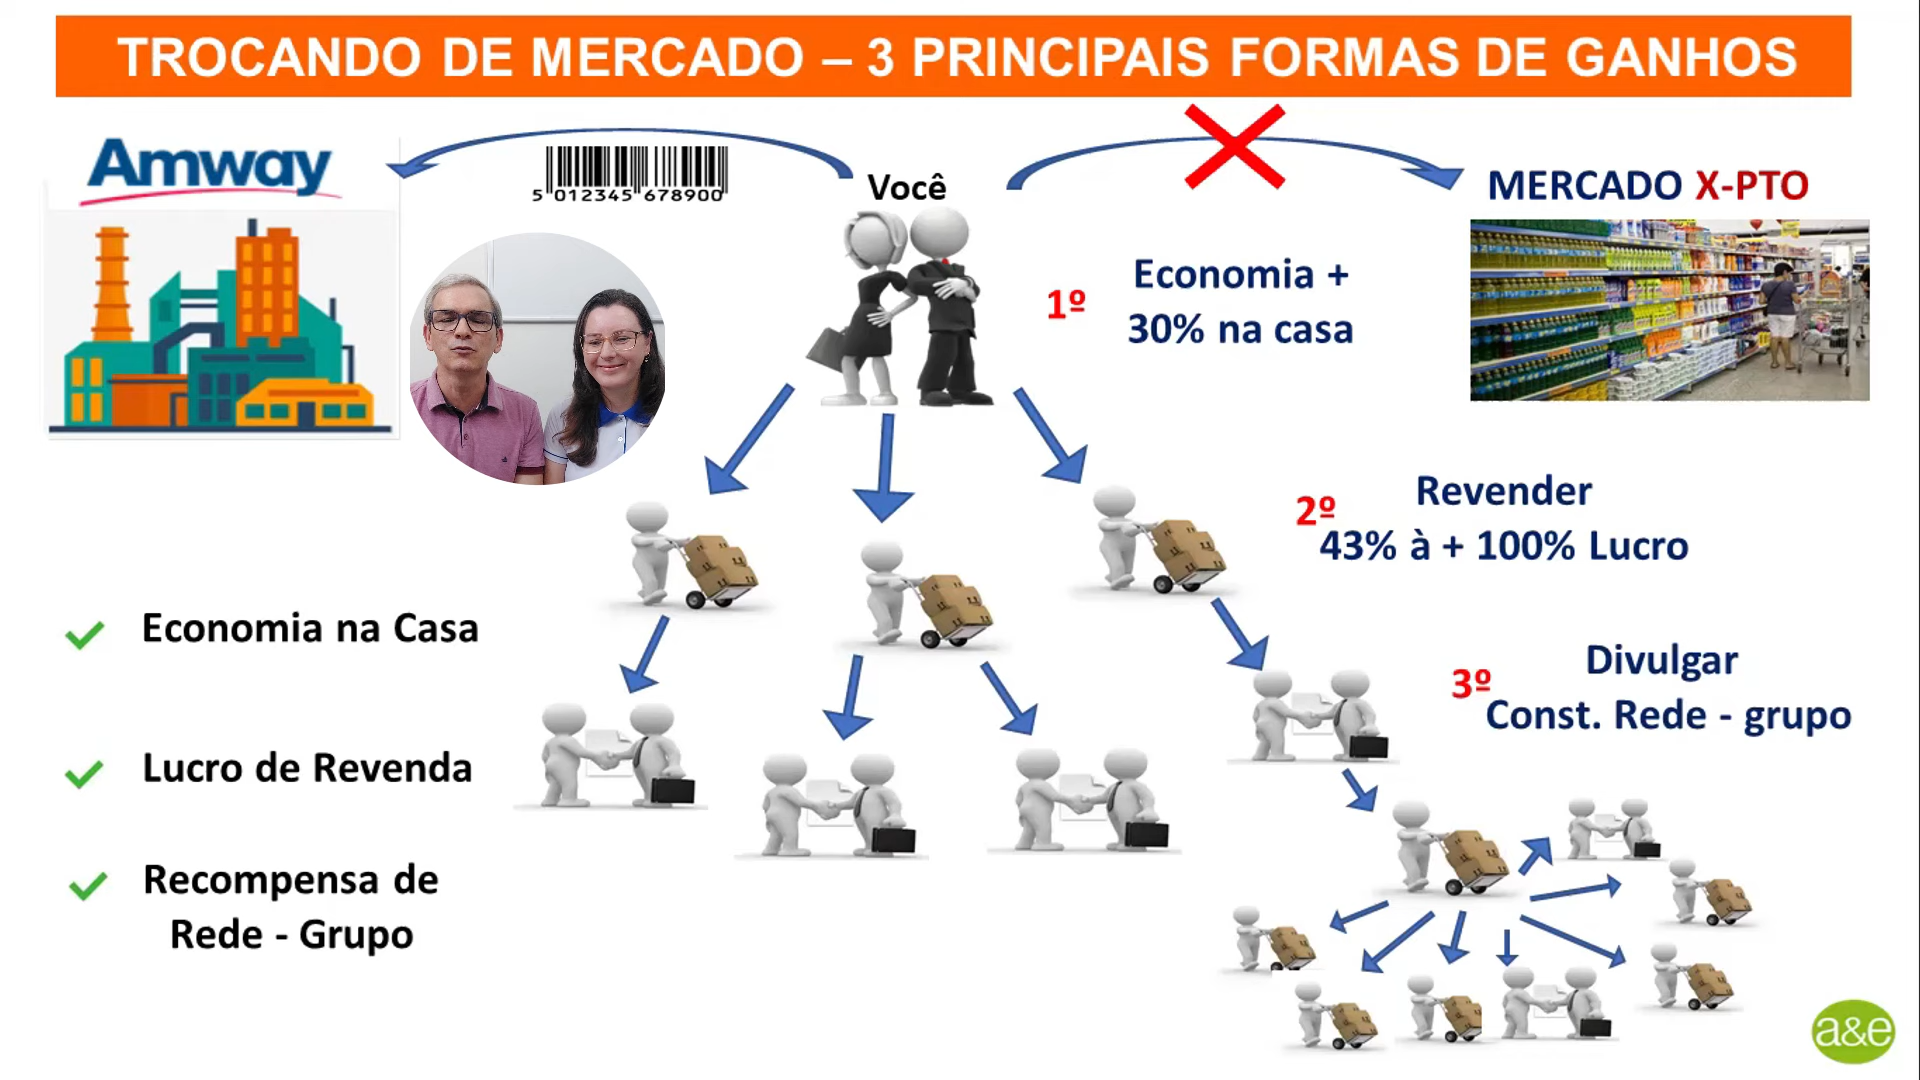 TROCANDO DE MERCADO – 3 PRINCIPAIS FORMAS DE GANHOS
Amway
5 012345 678900
Você
MERCADO X-PTO
1º
Economia +
30% na casa
2º
Revender
43% à + 100% Lucro
3º
Divulgar
Const. Rede - grupo
Economia na Casa
Lucro de Revenda
Recompensa de
Rede - Grupo
a&e